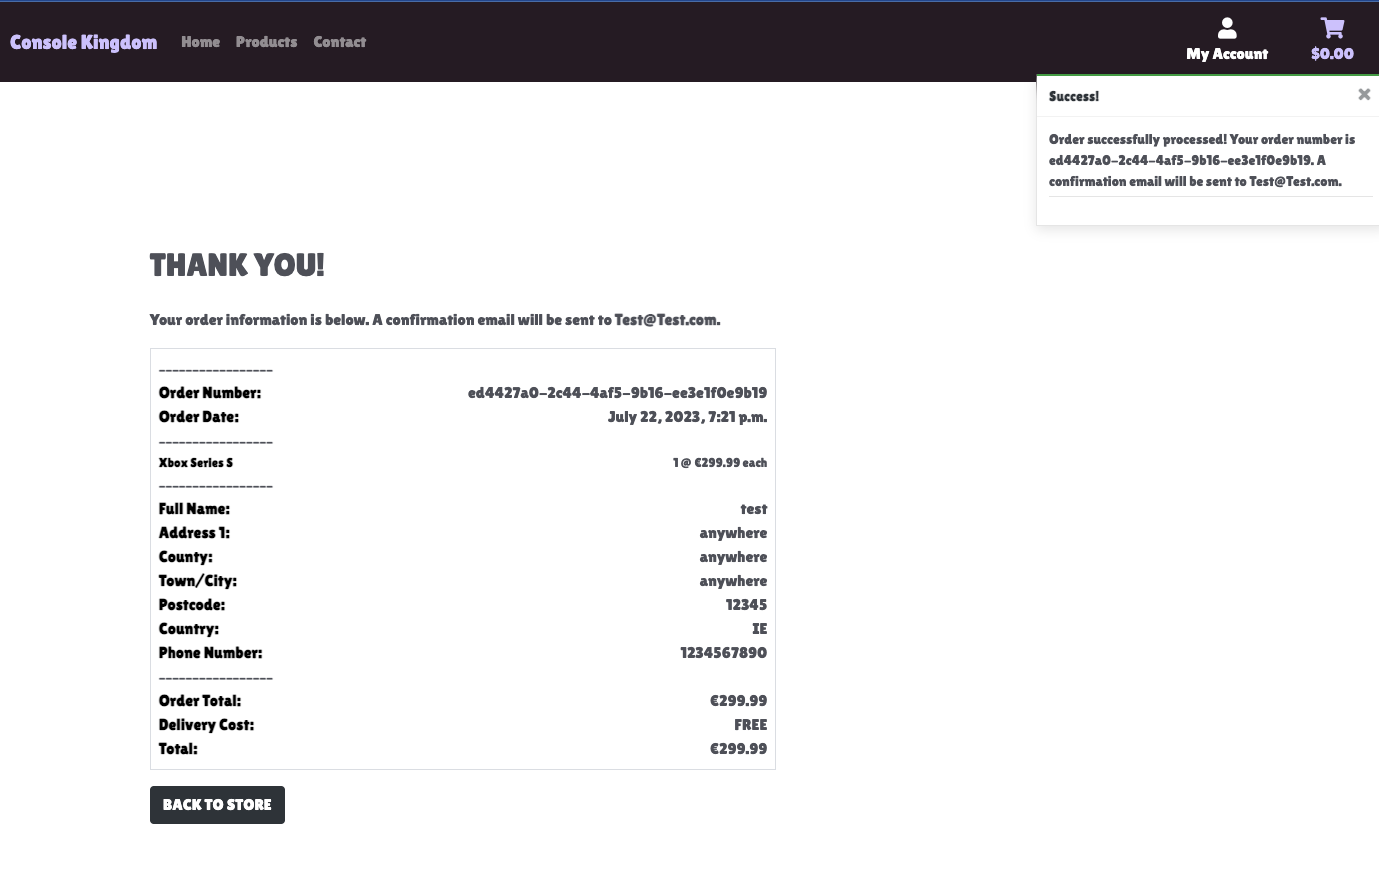 Console Kingdom Home Products Contact
My Account $0.00
Success! ×
Order successfully processed! Your order number is
ed4427a0-2c44-4af5-9b16-ee3e1f0e9b19. A
confirmation email will be sent to Test@Test.com.
THANK YOU!
Your order information is below. A confirmation email will be sent to Test@Test.com.
-----------------
Order Number: ed4427a0-2c44-4af5-9b16-ee3e1f0e9b19
Order Date: July 22, 2023, 7:21 p.m.
-----------------
Xbox Series S 1 @ €299.99 each
-----------------
Full Name: test
Address 1: anywhere
County: anywhere
Town/City: anywhere
Postcode: 12345
Country: IE
Phone Number: 1234567890
-----------------
Order Total: €299.99
Delivery Cost: FREE
Total: €299.99
BACK TO STORE